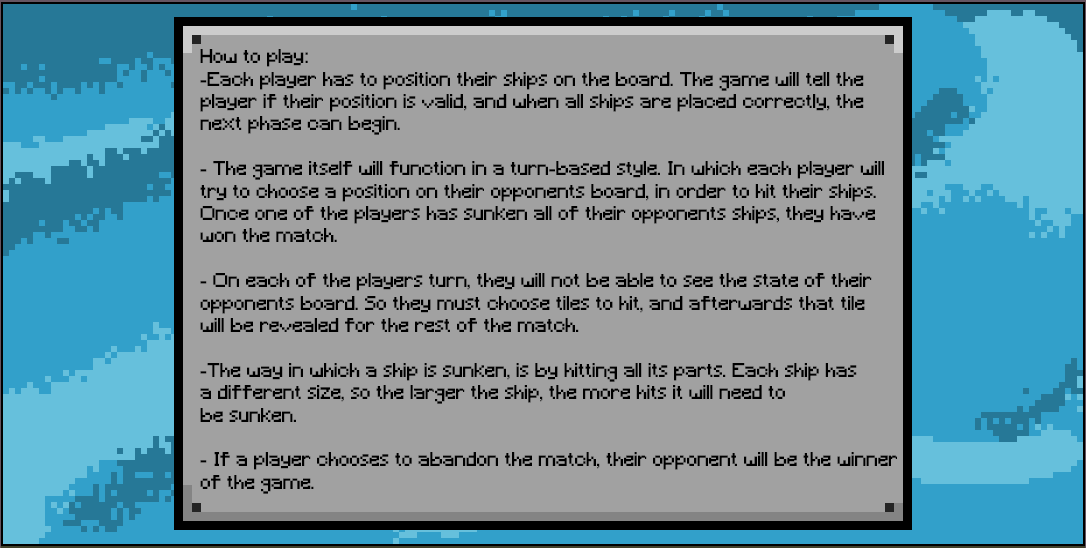 How to play:
-Each player has to position their ships on the board. The game will tell the
player if their position is valid, and when all ships are placed correctly, the
next phase can begin.
- The game itself will function in a turn-based style. In which each player will
try to choose a position on their opponents board, in order to hit their ships.
Once one of the players has sunken all of their opponents ships, they have
won the match.
- On each of the players turn, they will not be able to see the state of their
opponents board. So they must choose tiles to hit, and afterwards that tile
will be revealed for the rest of the match.
-The way in which a ship is sunken, is by hitting all its parts. Each ship has
a different size, so the larger the ship, the more hits it will need to
be sunken.
- If a player chooses to abandon the match, their opponent will be the winner
of the game.